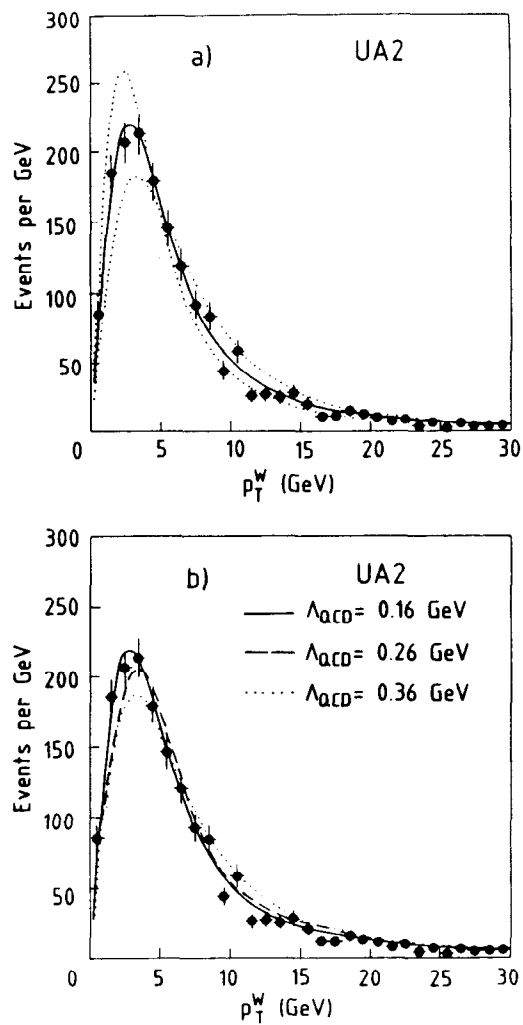 300
a)
UA2
250
200
150
100
50
0
5
10
15
20
25
30
Events per GeV
p_T^W (GeV)
300
b)
UA2
Λ_QCD= 0.16 GeV
Λ_QCD= 0.26 GeV
Λ_QCD= 0.36 GeV
250
200
150
100
50
0
5
10
15
20
25
30
Events per GeV
p_T^W (GeV)